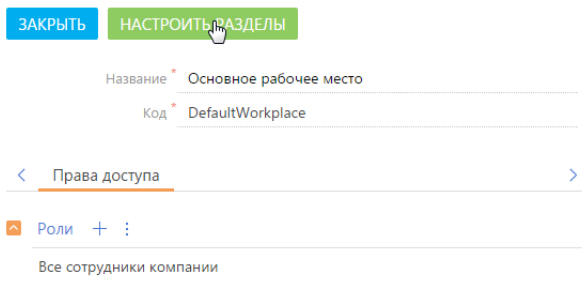 ЗАКРЫТЬ НАСТРОИТЬ РАЗДЕЛЫ
Название * Основное рабочее место
Код * DefaultWorkplace
Права доступа
Роли
Все сотрудники компании